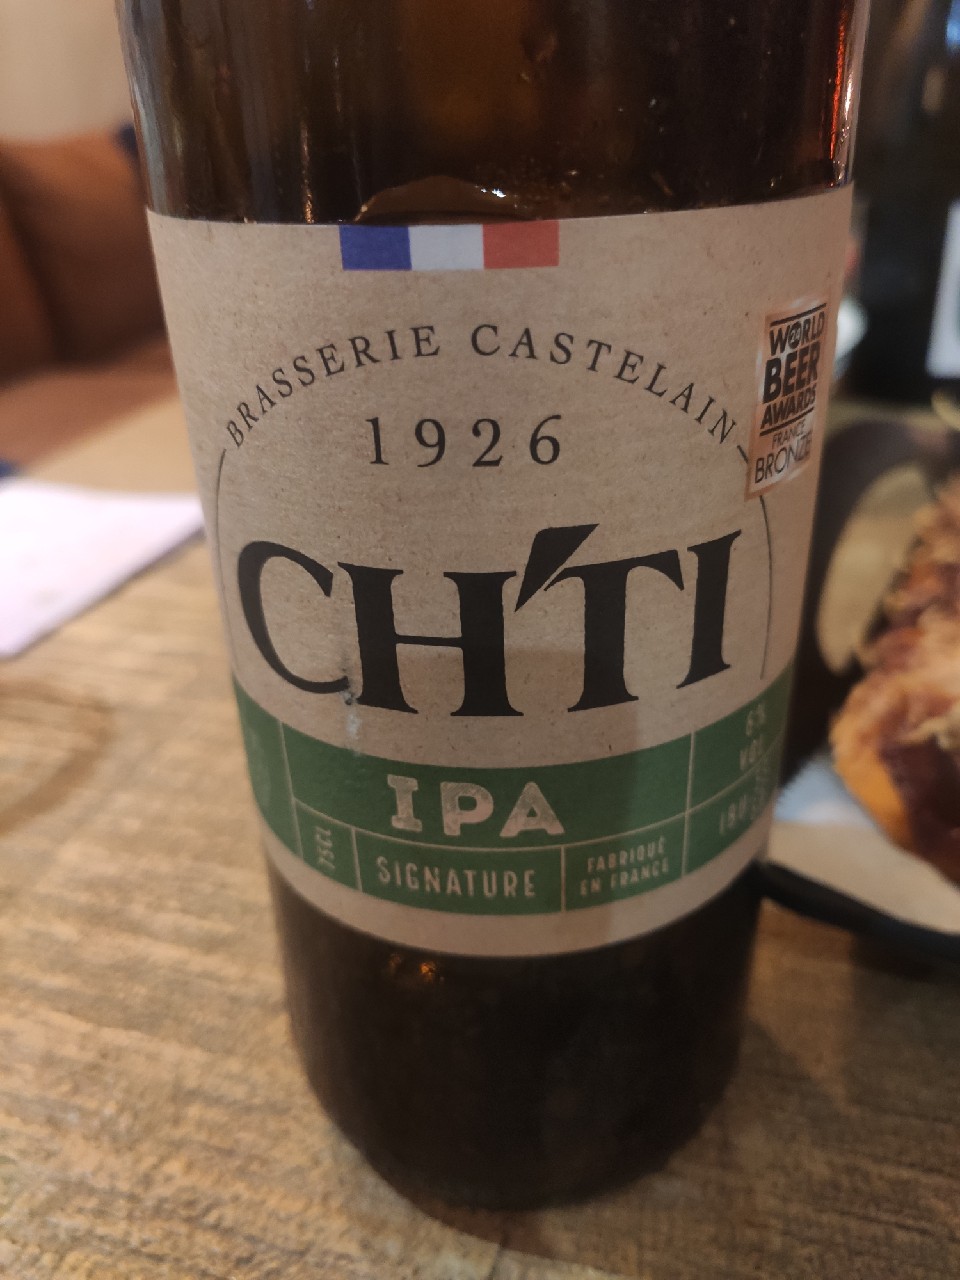 BRASSERIE CASTELAIN
1926
WORLD
BEER
AWARDS
FRANCE
BRONZE
CH'TI
IPA
6%
VOL
75CL
SIGNATURE
FABRIQUÉ
EN FRANCE